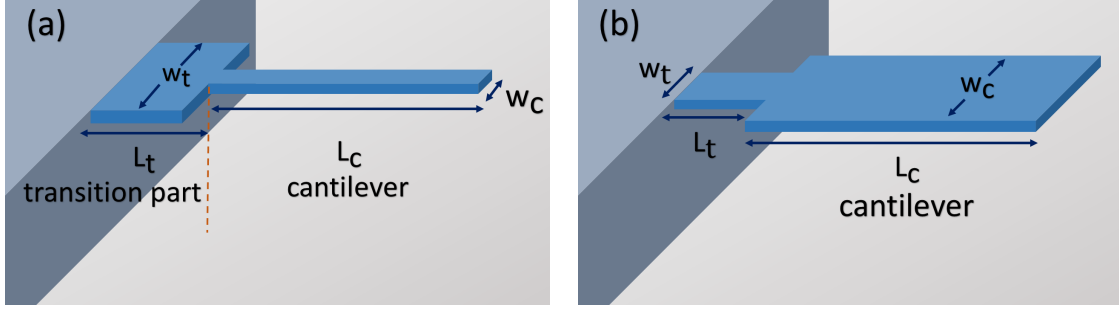 (a)
wt
wc
Lt
transition part
Lc
cantilever
(b)
wt
wc
Lt
Lc
cantilever